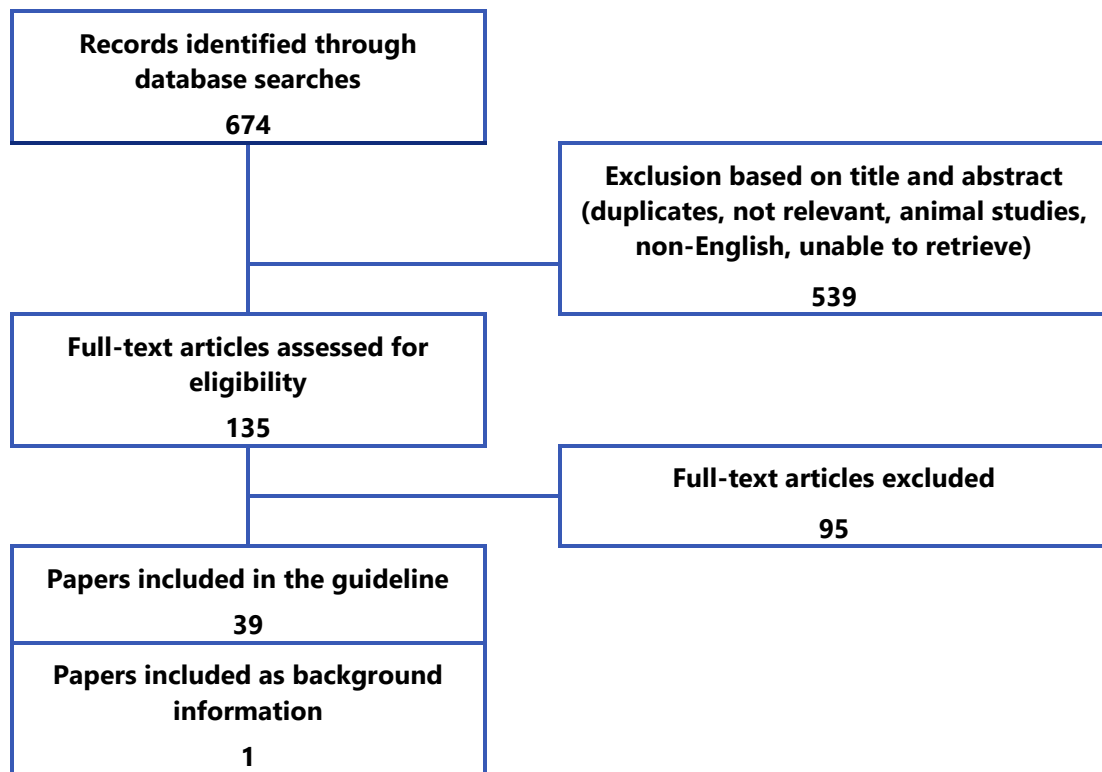 Records identified through
database searches
674
Exclusion based on title and abstract
(duplicates, not relevant, animal studies,
non-English, unable to retrieve)
539
Full-text articles assessed for
eligibility
135
Full-text articles excluded
95
Papers included in the guideline
39
Papers included as background
information
1